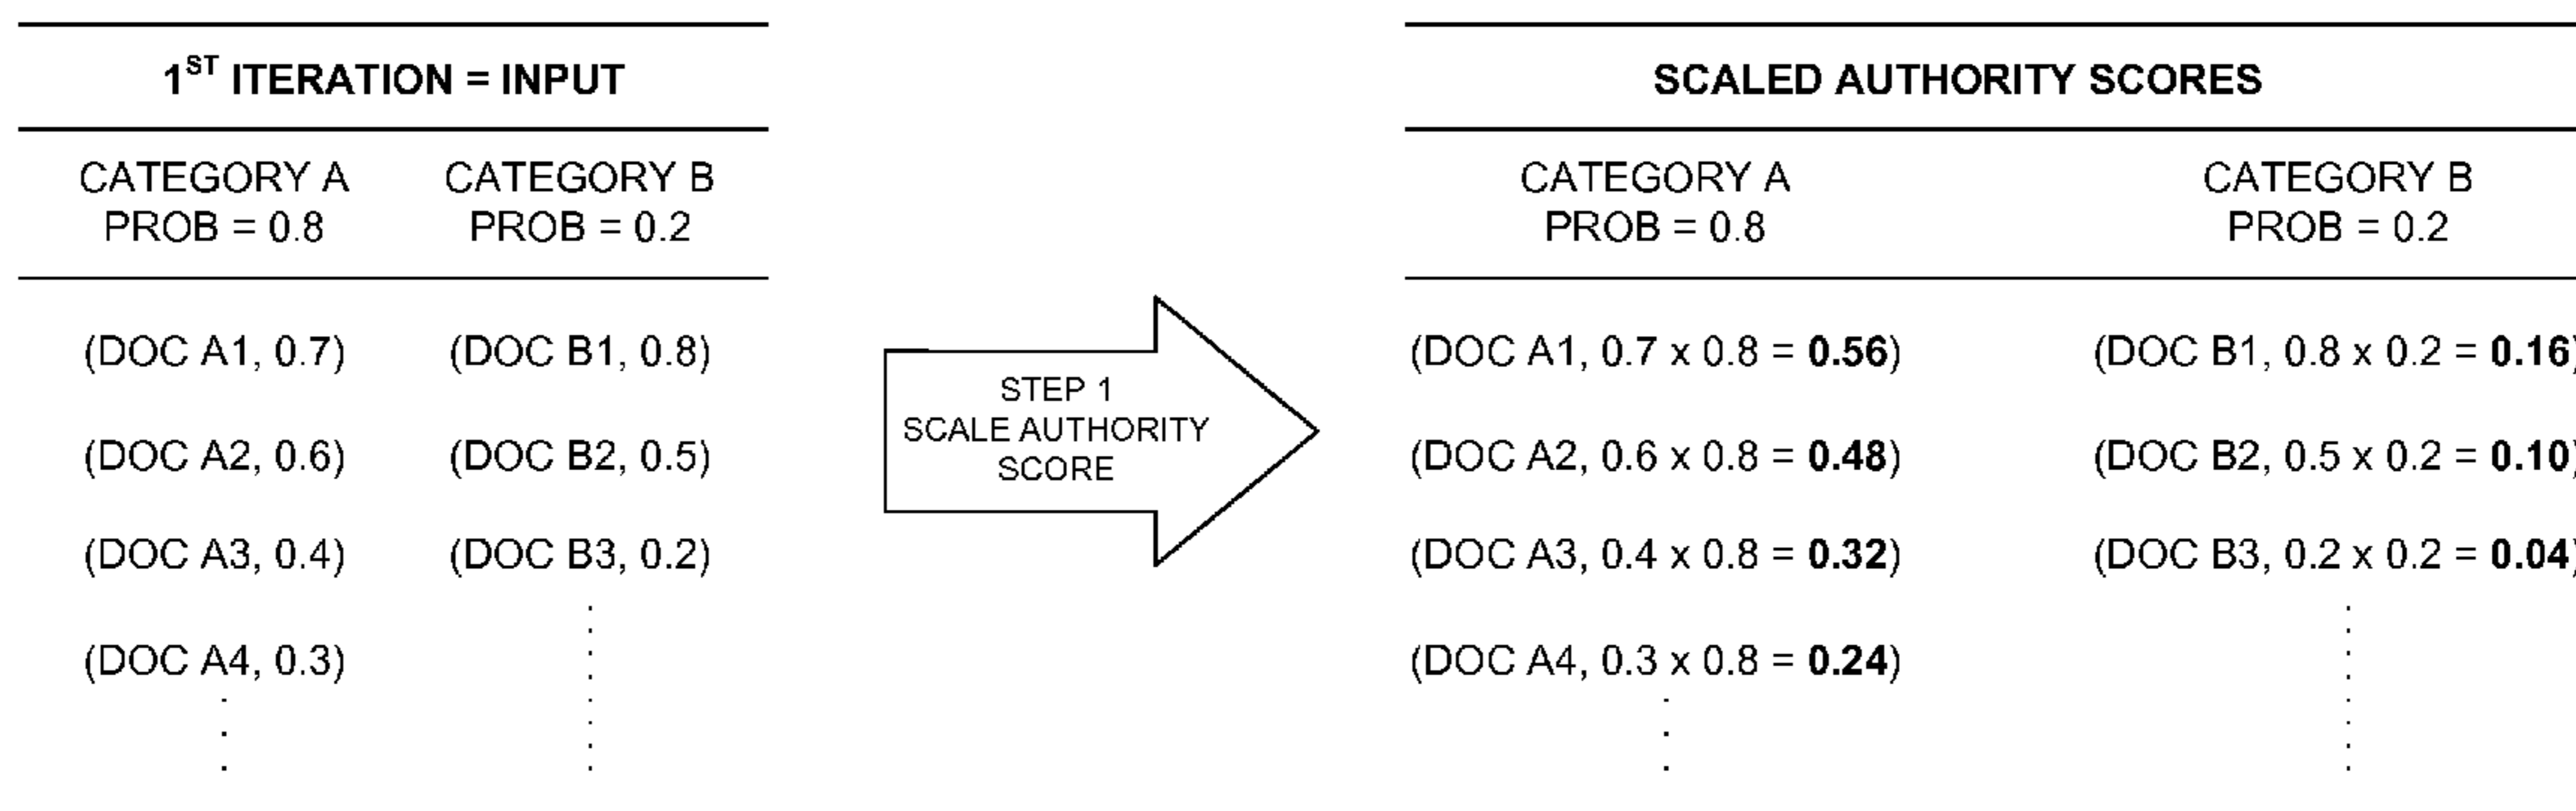 1ST ITERATION = INPUT
CATEGORY A CATEGORY B
PROB = 0.8 PROB = 0.2
(DOC A1, 0.7) (DOC B1, 0.8)
(DOC A2, 0.6) (DOC B2, 0.5)
(DOC A3, 0.4) (DOC B3, 0.2)
(DOC A4, 0.3)
STEP 1
SCALE AUTHORITY
SCORE
SCALED AUTHORITY SCORES
CATEGORY A CATEGORY B
PROB = 0.8 PROB = 0.2
(DOC A1, 0.7 x 0.8 = 0.56) (DOC B1, 0.8 x 0.2 = 0.16)
(DOC A2, 0.6 x 0.8 = 0.48) (DOC B2, 0.5 x 0.2 = 0.10)
(DOC A3, 0.4 x 0.8 = 0.32) (DOC B3, 0.2 x 0.2 = 0.04)
(DOC A4, 0.3 x 0.8 = 0.24)